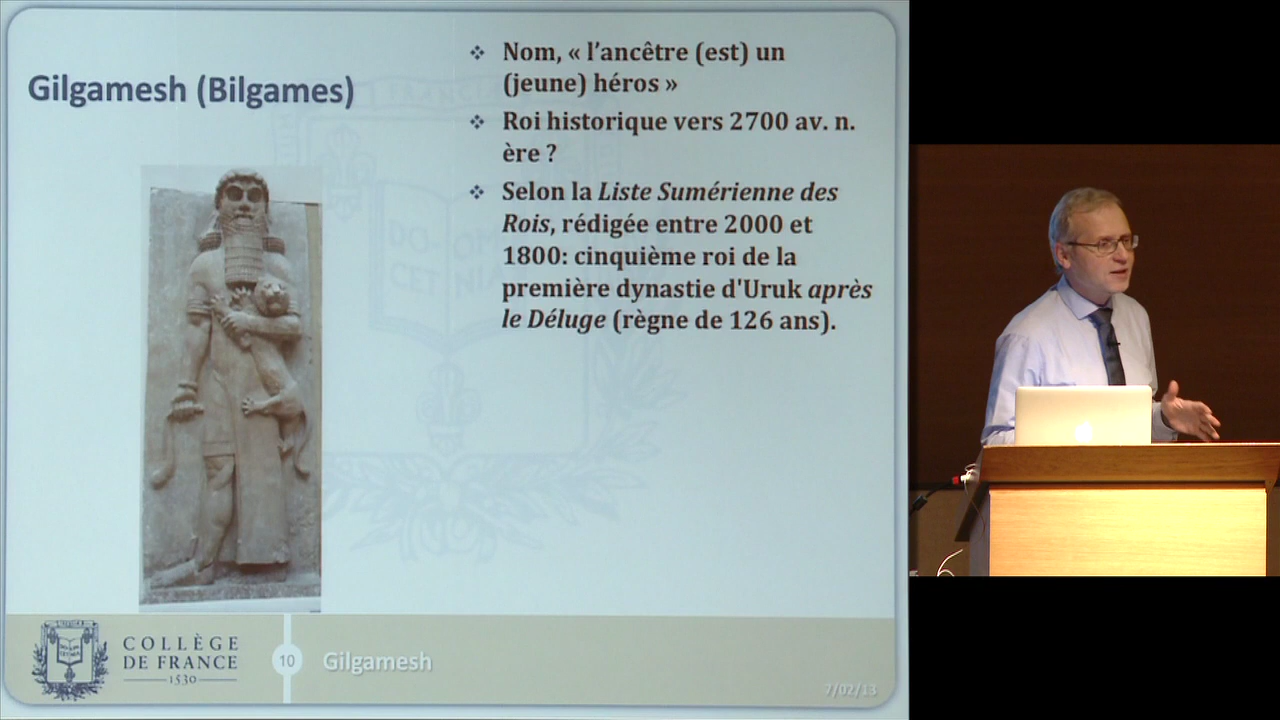 Gilgamesh (Bilgames)
❖ Nom, « l’ancêtre (est) un
(jeune) héros »
❖ Roi historique vers 2700 av. n.
ère ?
❖ Selon la Liste Sumérienne des
Rois, rédigée entre 2000 et
1800: cinquième roi de la
première dynastie d'Uruk après
le Déluge (règne de 126 ans).
COLLÈGE
DE FRANCE
1530
10
Gilgamesh
7/02/13